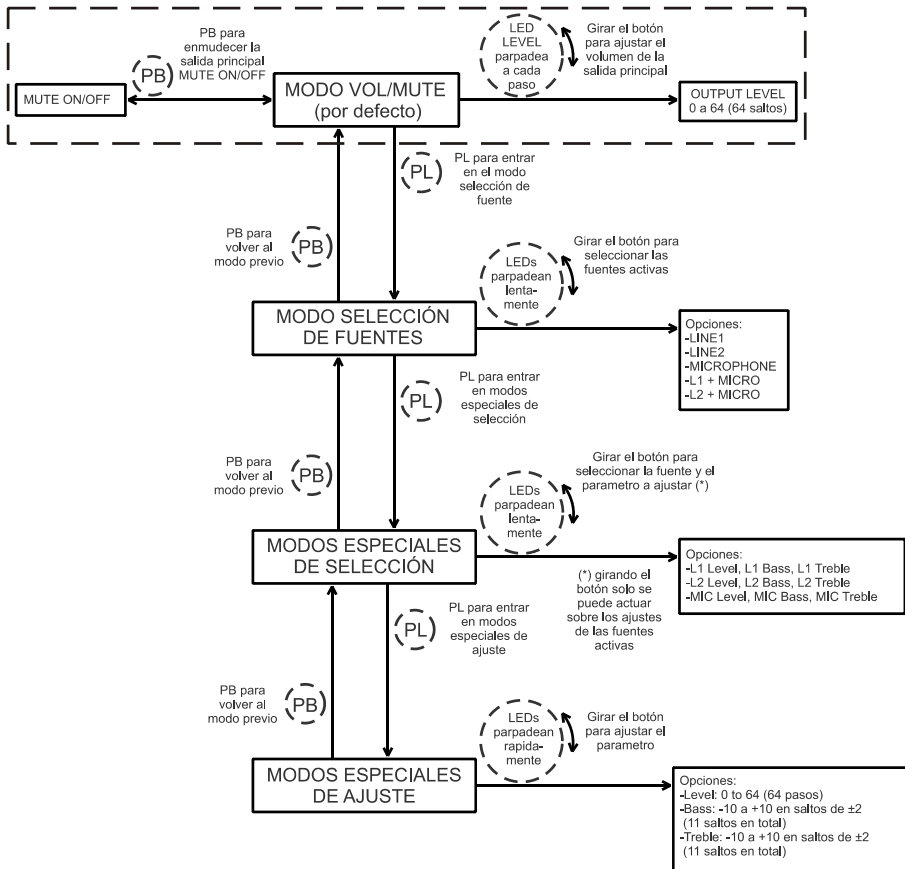 PB para
enmudecer la
salida principal
MUTE ON/OFF
PB
MUTE ON/OFF
MODO VOL/MUTE
(por defecto)
LED
LEVEL
parpadea
a cada
paso
Girar el botón
para ajustar el
volumen de la
salida principal
OUTPUT LEVEL
0 a 64 (64 saltos)
PL
PL para entrar
en el modo
selección de
fuente
PB para
volver al
modo previo
PB
LEDs
parpadean
lenta-
mente
Girar el botón para
seleccionar las
fuentes activas
MODO SELECCIÓN
DE FUENTES
Opciones:
-LINE1
-LINE2
-MICROPHONE
-L1 + MICRO
-L2 + MICRO
PL
PL para entrar
en modos
especiales de
selección
PB para
volver al
modo previo
PB
LEDs
parpadean
lenta-
mente
Girar el botón para
seleccionar la fuente y el
parametro a ajustar (*)
MODOS ESPECIALES
DE SELECCIÓN
(*) girando el
botón solo se
puede actuar
sobre los ajustes
de las fuentes
activas
Opciones:
-L1 Level, L1 Bass, L1 Treble
-L2 Level, L2 Bass, L2 Treble
-MIC Level, MIC Bass, MIC Treble
PL
PL para entrar
en modos
especiales de
ajuste
PB para
volver al
modo previo
PB
LEDs
parpadean
rapida-
mente
Girar el botón
para ajustar el
parametro
MODOS ESPECIALES
DE AJUSTE
Opciones:
-Level: 0 to 64 (64 pasos)
-Bass: -10 a +10 en saltos de ±2
(11 saltos en total)
-Treble: -10 a +10 en saltos de ±2
(11 saltos en total)